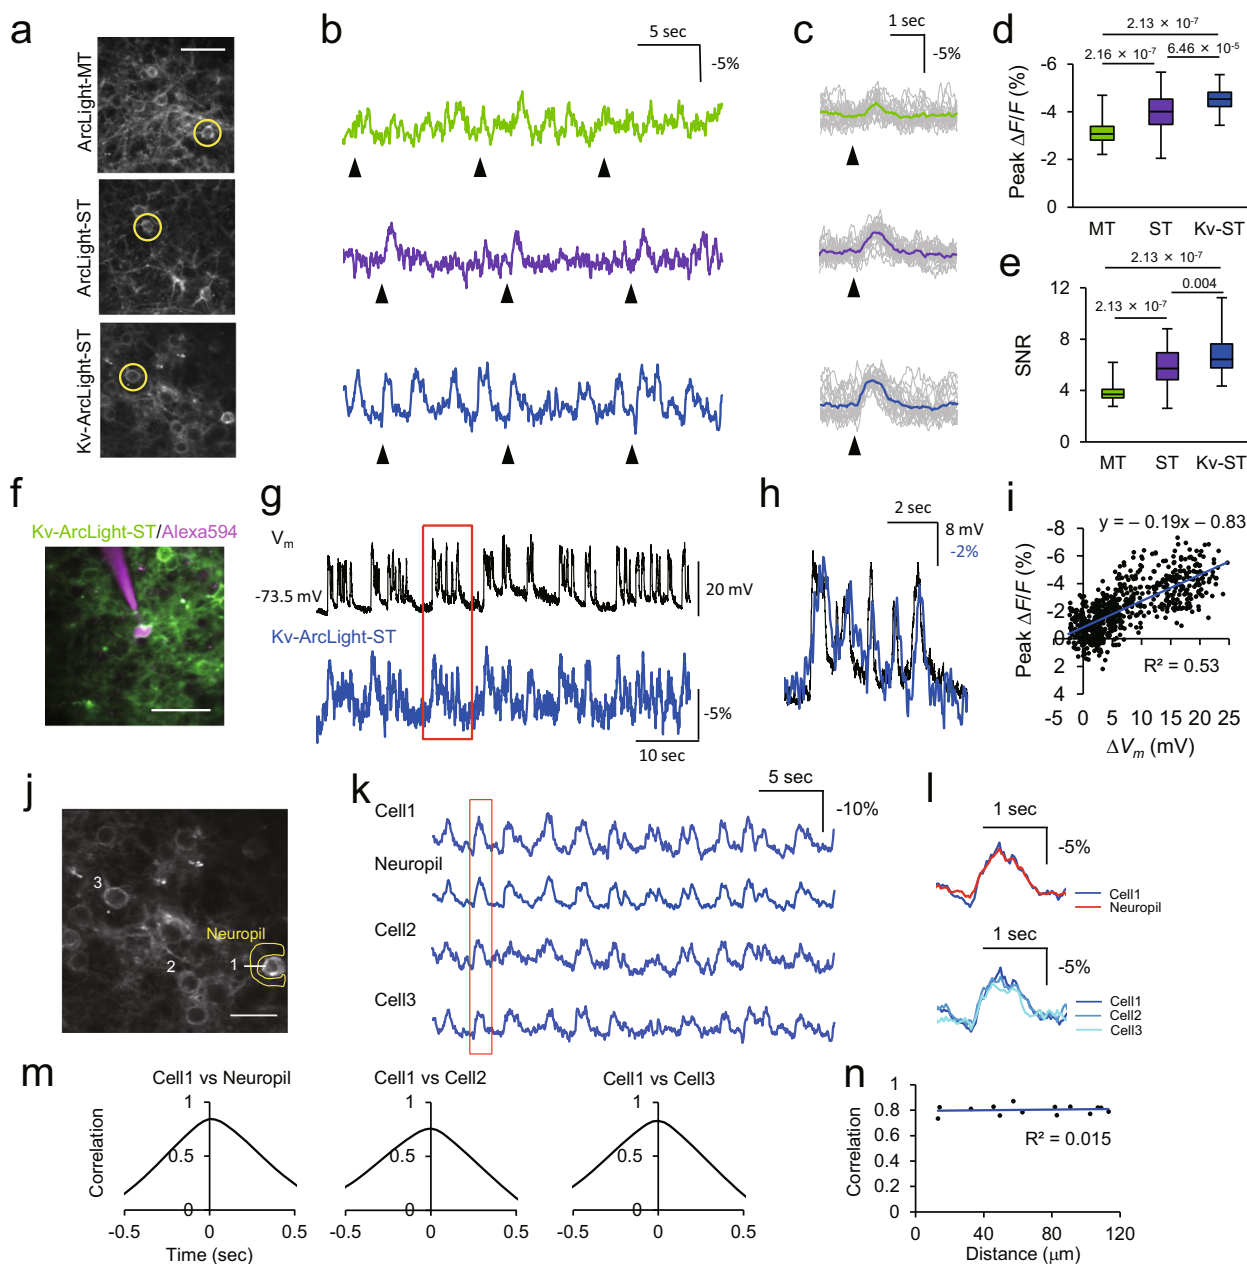 a
ArcLight-MT
ArcLight-ST
Kv-ArcLight-ST
b
5 sec
-5%
c
1 sec
-5%
d
2.13 × 10⁻⁷
2.16 × 10⁻⁷
6.46 × 10⁻⁵
Peak ΔF/F (%)
-6
-4
-2
0
MT ST Kv-ST
e
2.13 × 10⁻⁷
2.13 × 10⁻⁷
0.004
SNR
12
8
4
0
MT ST Kv-ST
f
Kv-ArcLight-ST/Alexa594
g
Vm
-73.5 mV
20 mV
Kv-ArcLight-ST
-5%
10 sec
h
2 sec
8 mV
-2%
i
y = – 0.19x – 0.83
Peak ΔF/F (%)
-8
-6
-4
-2
0
2
4
R² = 0.53
-5 0 5 10 15 20 25
ΔVm (mV)
j
3
Neuropil
2
1
k
5 sec
-10%
Cell1
Neuropil
Cell2
Cell3
l
1 sec
-5%
Cell1
Neuropil
1 sec
-5%
Cell1
Cell2
Cell3
m
Cell1 vs Neuropil
Correlation
1
0.5
0
-0.5 0 0.5
Time (sec)
Cell1 vs Cell2
1
0.5
0
-0.5 0 0.5
Cell1 vs Cell3
1
0.5
0
-0.5 0 0.5
n
Correlation
1
0.8
0.6
0.4
0.2
0
R² = 0.015
0 40 80 120
Distance (μm)